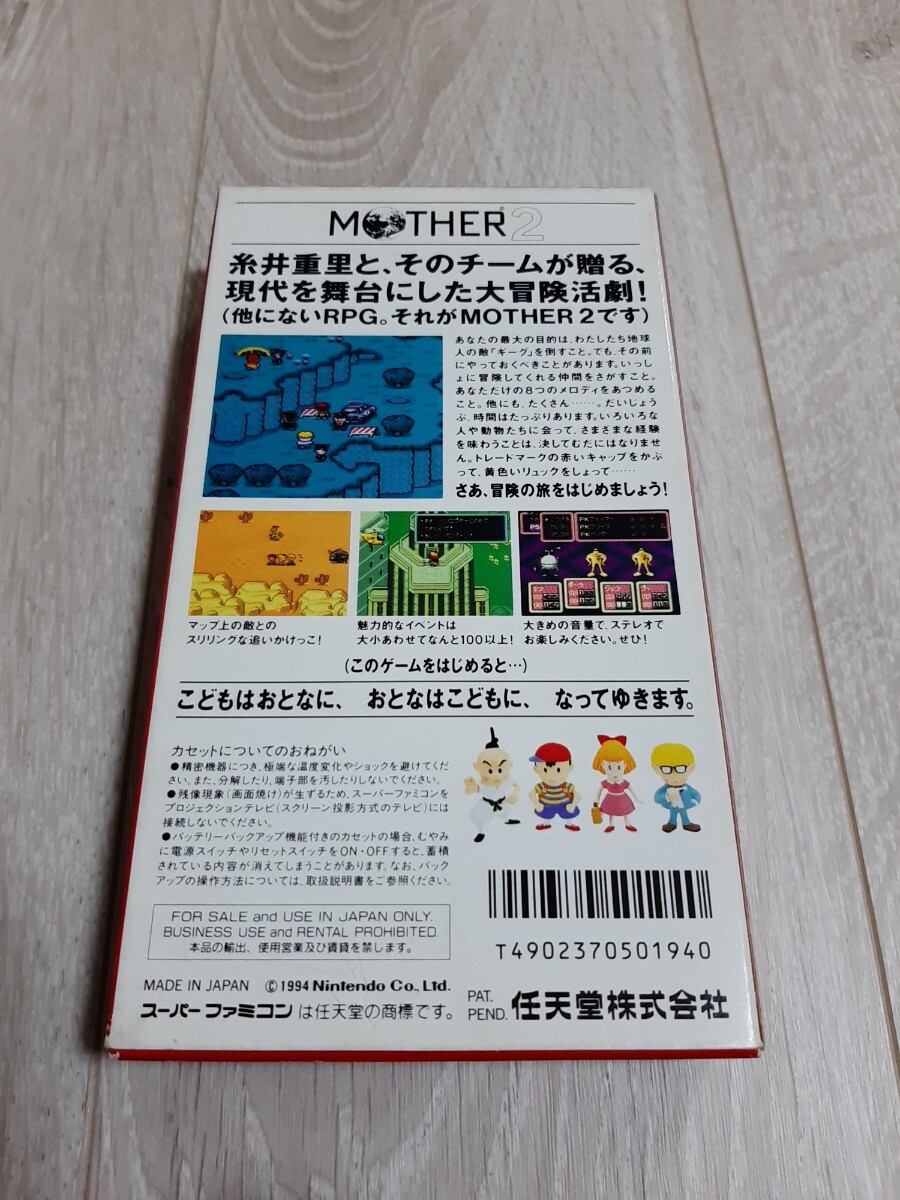 MOTHER2
糸井重里と、そのチームが贈る、
現代を舞台にした大冒険活劇!
(他にないRPG。それがMOTHER2です)
あなたの最大の目的は、わたしたち地球
人の敵「ギーグ」を倒すこと。でも、その前
にやっておくべきことがあります。いっ
しょに冒険してくれる仲間をさがすこと。
あなただけの8つのメロディをあつめる
こと。他にも、たくさん……。だいじょう
ぶ、時間はたっぷりあります。いろいろな
人や動物たちに会って、さまざまな経験
を味わうことは、決してむだにはなりませ
ん。トレードマークの赤いキャップをかぶ
って、黄色いリュックをしょって……
さあ、冒険の旅をはじめましょう!
マップ上の敵との
スリリングな追いかけっこ!
魅力的なイベントは
大小あわせてなんと100以上!
大きめの音量で、ステレオで
お楽しみください。ぜひ!
(このゲームをはじめると…)
こどもはおとなに、 おとなはこどもに、 なってゆきます。
カセットについてのおねがい
●精密機器につき、極端な温度変化やショックを避けてくだ
さい。また、分解したり、端子部を汚したりしないでください。
●残像現象(画面焼け)が生ずるため、スーパーファミコンを
プロジェクションテレビ(スクリーン投影方式のテレビ)には
接続しないでください。
●バッテリーバックアップ機能付きのカセットの場合、むやみ
に電源スイッチやリセットスイッチをON・OFFすると、蓄積
されている内容が消えてしまうことがあります。なお、バック
アップの操作方法については、取扱説明書をご参照ください。
FOR SALE and USE IN JAPAN ONLY.
BUSINESS USE and RENTAL PROHIBITED.
本品の輸出、使用営業及び賃貸を禁じます。
T4902370501940
MADE IN JAPAN ©1994 Nintendo Co., Ltd.
スーパーファミコンは任天堂の商標です。
PAT.
PEND. 任天堂株式会社